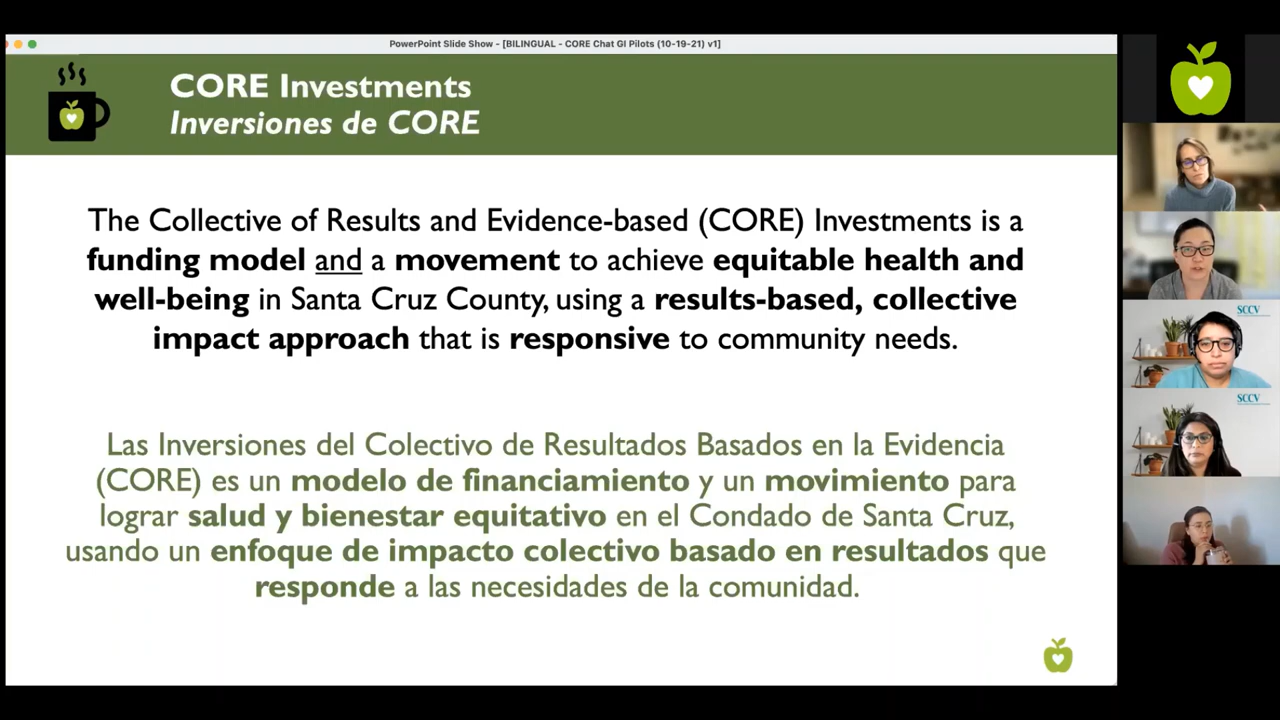 PowerPoint Slide Show - [BILINGUAL - CORE Chat GI Pilots (10-19-21) v1]
CORE Investments
Inversiones de CORE
The Collective of Results and Evidence-based (CORE) Investments is a
funding model and a movement to achieve equitable health and
well-being in Santa Cruz County, using a results-based, collective
impact approach that is responsive to community needs.
Las Inversiones del Colectivo de Resultados Basados en la Evidencia
(CORE) es un modelo de financiamiento y un movimiento para
lograr salud y bienestar equitativo en el Condado de Santa Cruz,
usando un enfoque de impacto colectivo basado en resultados que
responde a las necesidades de la comunidad.
SCCV
SCCV